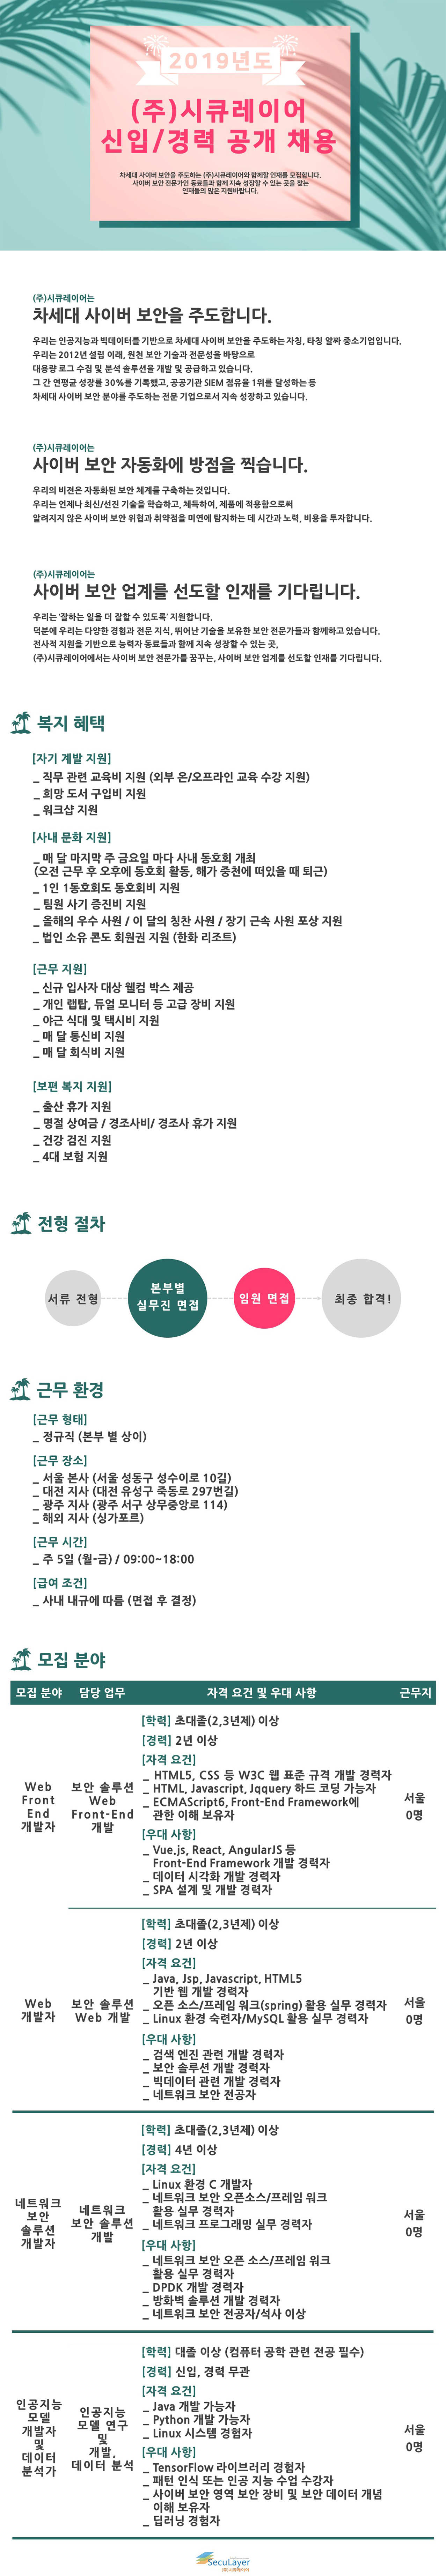 2019년도
(주)시큐레이어
신입/경력 공개 채용
차세대 사이버 보안을 주도하는 (주)시큐레이어와 함께할 인재를 모집합니다.
사이버 보안 전문가인 동료들과 함께 지속 성장할 수 있는 곳을 찾는
인재들의 많은 지원바랍니다.
(주)시큐레이어는
차세대 사이버 보안을 주도합니다.
우리는 인공지능과 빅데이터를 기반으로 차세대 사이버 보안을 주도하는 자칭, 타칭 알짜 중소기업입니다.
우리는 2012년 설립 이래, 원천 보안 기술과 전문성을 바탕으로
대용량 로그 수집 및 분석 솔루션을 개발 및 공급하고 있습니다.
그 간 연평균 성장률 30%를 기록했고, 공공기관 SIEM 점유율 1위를 달성하는 등
차세대 사이버 보안 분야를 주도하는 전문 기업으로서 지속 성장하고 있습니다.
(주)시큐레이어는
사이버 보안 자동화에 방점을 찍습니다.
우리의 비전은 자동화된 보안 체계를 구축하는 것입니다.
우리는 언제나 최신/선진 기술을 학습하고, 체득하여, 제품에 적용함으로써
알려지지 않은 사이버 보안 위협과 취약점을 미연에 탐지하는 데 시간과 노력, 비용을 투자합니다.
(주)시큐레이어는
사이버 보안 업계를 선도할 인재를 기다립니다.
우리는 '잘하는 일을 더 잘할 수 있도록' 지원합니다.
덕분에 우리는 다양한 경험과 전문 지식, 뛰어난 기술을 보유한 보안 전문가들과 함께하고 있습니다.
전사적 지원을 기반으로 능력자 동료들과 함께 지속 성장할 수 있는 곳,
(주)시큐레이어에서는 사이버 보안 전문가를 꿈꾸는, 사이버 보안 업계를 선도할 인재를 기다립니다.
복지 혜택
[자기 계발 지원]
_ 직무 관련 교육비 지원 (외부 온/오프라인 교육 수강 지원)
_ 희망 도서 구입비 지원
_ 워크샵 지원
[사내 문화 지원]
_ 매 달 마지막 주 금요일 마다 사내 동호회 개최
(오전 근무 후 오후에 동호회 활동, 해가 중천에 떠있을 때 퇴근)
_ 1인 1동호회도 동호회비 지원
_ 팀원 사기 증진비 지원
_ 올해의 우수 사원 / 이 달의 칭찬 사원 / 장기 근속 사원 포상 지원
_ 법인 소유 콘도 회원권 지원 (한화 리조트)
[근무 지원]
_ 신규 입사자 대상 웰컴 박스 제공
_ 개인 랩탑, 듀얼 모니터 등 고급 장비 지원
_ 야근 식대 및 택시비 지원
_ 매 달 통신비 지원
_ 매 달 회식비 지원
[보편 복지 지원]
_ 출산 휴가 지원
_ 명절 상여금 / 경조사비/ 경조사 휴가 지원
_ 건강 검진 지원
_ 4대 보험 지원
전형 절차
서류 전형
본부별
실무진 면접
임원 면접
최종 합격!
근무 환경
[근무 형태]
_ 정규직 (본부 별 상이)
[근무 장소]
_ 서울 본사 (서울 성동구 성수이로 10길)
_ 대전 지사 (대전 유성구 죽동로 297번길)
_ 광주 지사 (광주 서구 상무중앙로 114)
_ 해외 지사 (싱가포르)
[근무 시간]
_ 주 5일 (월-금) / 09:00~18:00
[급여 조건]
_ 사내 내규에 따름 (면접 후 결정)
모집 분야
모집 분야 담당 업무 자격 요건 및 우대 사항 근무지
Web
Front
End
개발자
보안 솔루션
Web
Front-End
개발
[학력] 초대졸(2,3년제) 이상
[경력] 2년 이상
[자격 요건]
_ HTML5, CSS 등 W3C 웹 표준 규격 개발 경력자
_ HTML, Javascript, Jqquery 하드 코딩 가능자
_ ECMAScript6, Front-End Framework에
관한 이해 보유자
[우대 사항]
_ Vue.js, React, AngularJS 등
Front-End Framework 개발 경력자
_ 데이터 시각화 개발 경력자
_ SPA 설계 및 개발 경력자
서울
0명
Web
개발자
보안 솔루션
Web 개발
[학력] 초대졸(2,3년제) 이상
[경력] 2년 이상
[자격 요건]
_ Java, Jsp, Javascript, HTML5
기반 웹 개발 경력자
_ 오픈 소스/프레임 워크(spring) 활용 실무 경력자
_ Linux 환경 숙련자/MySQL 활용 실무 경력자
[우대 사항]
_ 검색 엔진 관련 개발 경력자
_ 보안 솔루션 개발 경력자
_ 빅데이터 관련 개발 경력자
_ 네트워크 보안 전공자
서울
0명
네트워크
보안
솔루션
개발자
네트워크
보안 솔루션
개발
[학력] 초대졸(2,3년제) 이상
[경력] 4년 이상
[자격 요건]
_ Linux 환경 C 개발자
_ 네트워크 보안 오픈소스/프레임 워크
활용 실무 경력자
_ 네트워크 프로그래밍 실무 경력자
[우대 사항]
_ 네트워크 보안 오픈 소스/프레임 워크
활용 실무 경력자
_ DPDK 개발 경력자
_ 방화벽 솔루션 개발 경력자
_ 네트워크 보안 전공자/석사 이상
서울
0명
인공지능
모델
개발자
및
데이터
분석가
인공지능
모델 연구
및
개발,
데이터 분석
[학력] 대졸 이상 (컴퓨터 공학 관련 전공 필수)
[경력] 신입, 경력 무관
[자격 요건]
_ Java 개발 가능자
_ Python 개발 가능자
_ Linux 시스템 경험자
[우대 사항]
_ TensorFlow 라이브러리 경험자
_ 패턴 인식 또는 인공 지능 수업 수강자
_ 사이버 보안 영역 보안 장비 및 보안 데이터 개념
이해 보유자
_ 딥러닝 경험자
서울
0명
SecuLayer
(주)시큐레이어